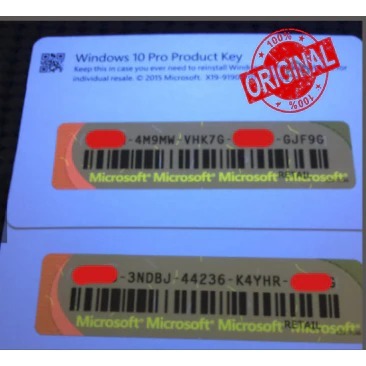 Windows 10 Pro Product Key
Keep this in case you ever need to reinstall
individual resale. © 2015 Microsoft.
100%
ORIGINAL
100%
-4M9MW-VHK7G- -GJF9G
Microsoft® Microsoft® Microsoft® Microsoft®
RETAIL
-3NDBJ-44236-K4YHR- G
Microsoft® Microsoft® Microsoft® Microsoft®
RETAIL